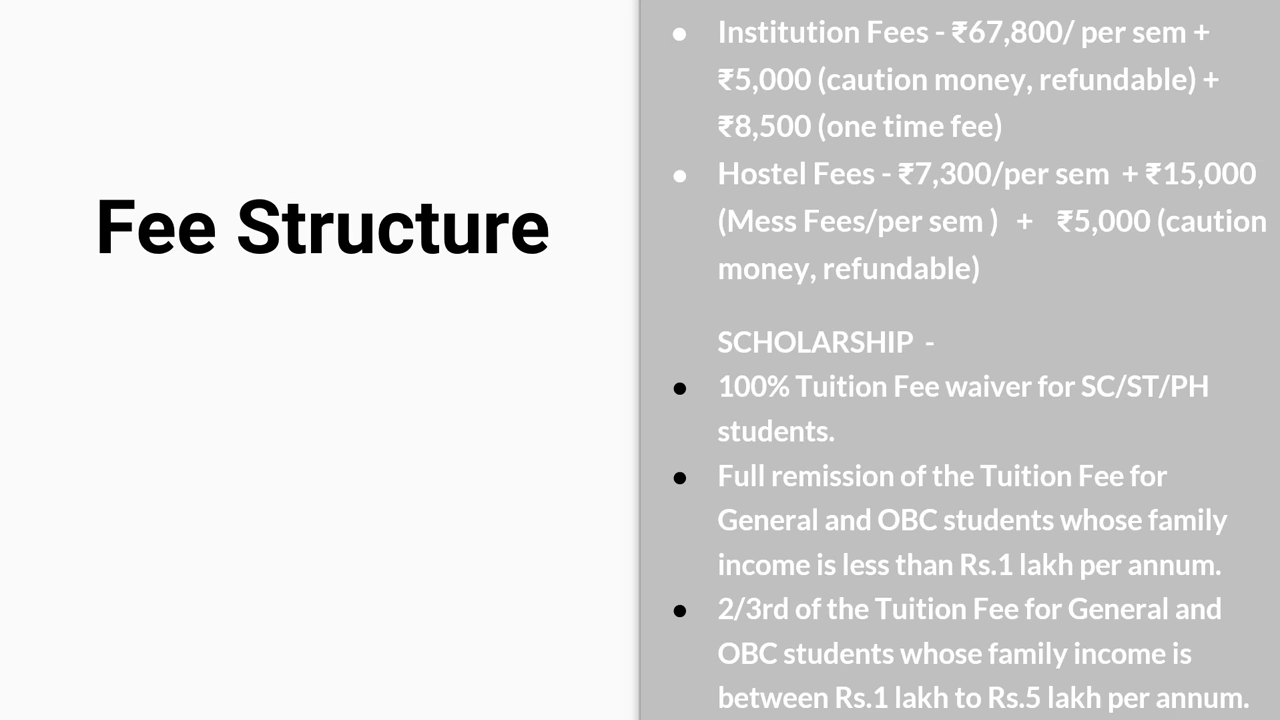 Fee Structure
● Institution Fees - ₹67,800/ per sem +
₹5,000 (caution money, refundable) +
₹8,500 (one time fee)
● Hostel Fees - ₹7,300/per sem + ₹15,000
(Mess Fees/per sem ) + ₹5,000 (caution
money, refundable)
SCHOLARSHIP -
● 100% Tuition Fee waiver for SC/ST/PH
students.
● Full remission of the Tuition Fee for
General and OBC students whose family
income is less than Rs.1 lakh per annum.
● 2/3rd of the Tuition Fee for General and
OBC students whose family income is
between Rs.1 lakh to Rs.5 lakh per annum.